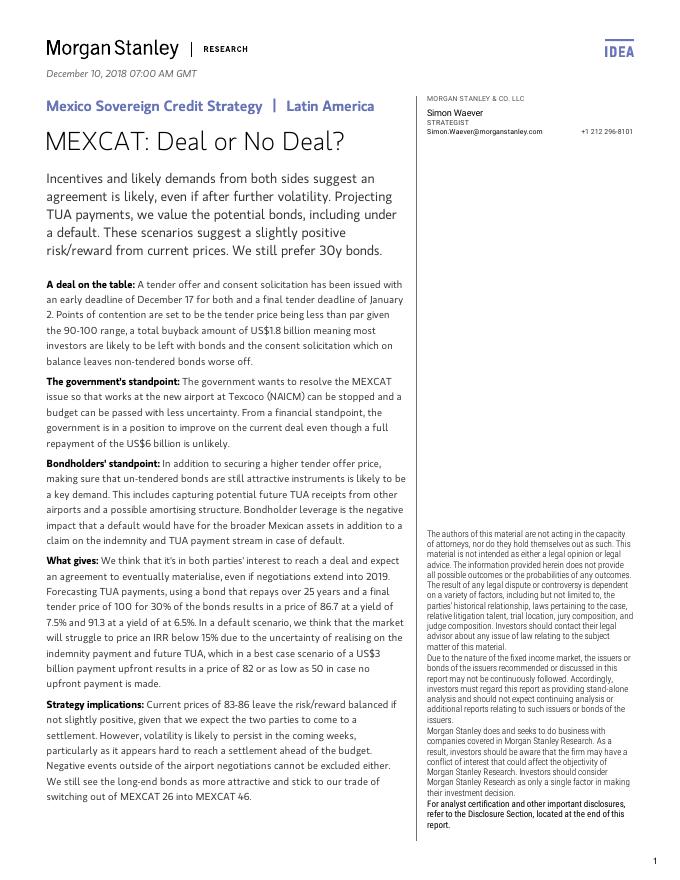 Morgan Stanley | RESEARCH
IDEA
December 10, 2018 07:00 AM GMT
Mexico Sovereign Credit Strategy | Latin America
MEXCAT: Deal or No Deal?
Incentives and likely demands from both sides suggest an
agreement is likely, even if after further volatility. Projecting
TUA payments, we value the potential bonds, including under
a default. These scenarios suggest a slightly positive
risk/reward from current prices. We still prefer 30y bonds.
A deal on the table: A tender offer and consent solicitation has been issued with
an early deadline of December 17 for both and a final tender deadline of January
2. Points of contention are set to be the tender price being less than par given
the 90-100 range, a total buyback amount of US$1.8 billion meaning most
investors are likely to be left with bonds and the consent solicitation which on
balance leaves non-tendered bonds worse off.
The government's standpoint: The government wants to resolve the MEXCAT
issue so that works at the new airport at Texcoco (NAICM) can be stopped and a
budget can be passed with less uncertainty. From a financial standpoint, the
government is in a position to improve on the current deal even though a full
repayment of the US$6 billion is unlikely.
Bondholders' standpoint: In addition to securing a higher tender offer price,
making sure that un-tendered bonds are still attractive instruments is likely to be
a key demand. This includes capturing potential future TUA receipts from other
airports and a possible amortising structure. Bondholder leverage is the negative
impact that a default would have for the broader Mexican assets in addition to a
claim on the indemnity and TUA payment stream in case of default.
What gives: We think that it's in both parties' interest to reach a deal and expect
an agreement to eventually materialise, even if negotiations extend into 2019.
Forecasting TUA payments, using a bond that repays over 25 years and a final
tender price of 100 for 30% of the bonds results in a price of 86.7 at a yield of
7.5% and 91.3 at a yield of at 6.5%. In a default scenario, we think that the market
will struggle to price an IRR below 15% due to the uncertainty of realising on the
indemnity payment and future TUA, which in a best case scenario of a US$3
billion payment upfront results in a price of 82 or as low as 50 in case no
upfront payment is made.
Strategy implications: Current prices of 83-86 leave the risk/reward balanced if
not slightly positive, given that we expect the two parties to come to a
settlement. However, volatility is likely to persist in the coming weeks,
particularly as it appears hard to reach a settlement ahead of the budget.
Negative events outside of the airport negotiations cannot be excluded either.
We still see the long-end bonds as more attractive and stick to our trade of
switching out of MEXCAT 26 into MEXCAT 46.
MORGAN STANLEY & CO. LLC
Simon Waever
STRATEGIST
Simon.Waever@morganstanley.com +1 212 296-8101
The authors of this material are not acting in the capacity
of attorneys, nor do they hold themselves out as such. This
material is not intended as either a legal opinion or legal
advice. The information provided herein does not provide
all possible outcomes or the probabilities of any outcomes.
The result of any legal dispute or controversy is dependent
on a variety of factors, including but not limited to, the
parties' historical relationship, laws pertaining to the case,
relative litigation talent, trial location, jury composition, and
judge composition. Investors should contact their legal
advisor about any issue of law relating to the subject
matter of this material.
Due to the nature of the fixed income market, the issuers or
bonds of the issuers recommended or discussed in this
report may not be continuously followed. Accordingly,
investors must regard this report as providing stand-alone
analysis and should not expect continuing analysis or
additional reports relating to such issuers or bonds of the
issuers.
Morgan Stanley does and seeks to do business with
companies covered in Morgan Stanley Research. As a
result, investors should be aware that the firm may have a
conflict of interest that could affect the objectivity of
Morgan Stanley Research. Investors should consider
Morgan Stanley Research as only a single factor in making
their investment decision.
For analyst certification and other important disclosures,
refer to the Disclosure Section, located at the end of this
report.
1